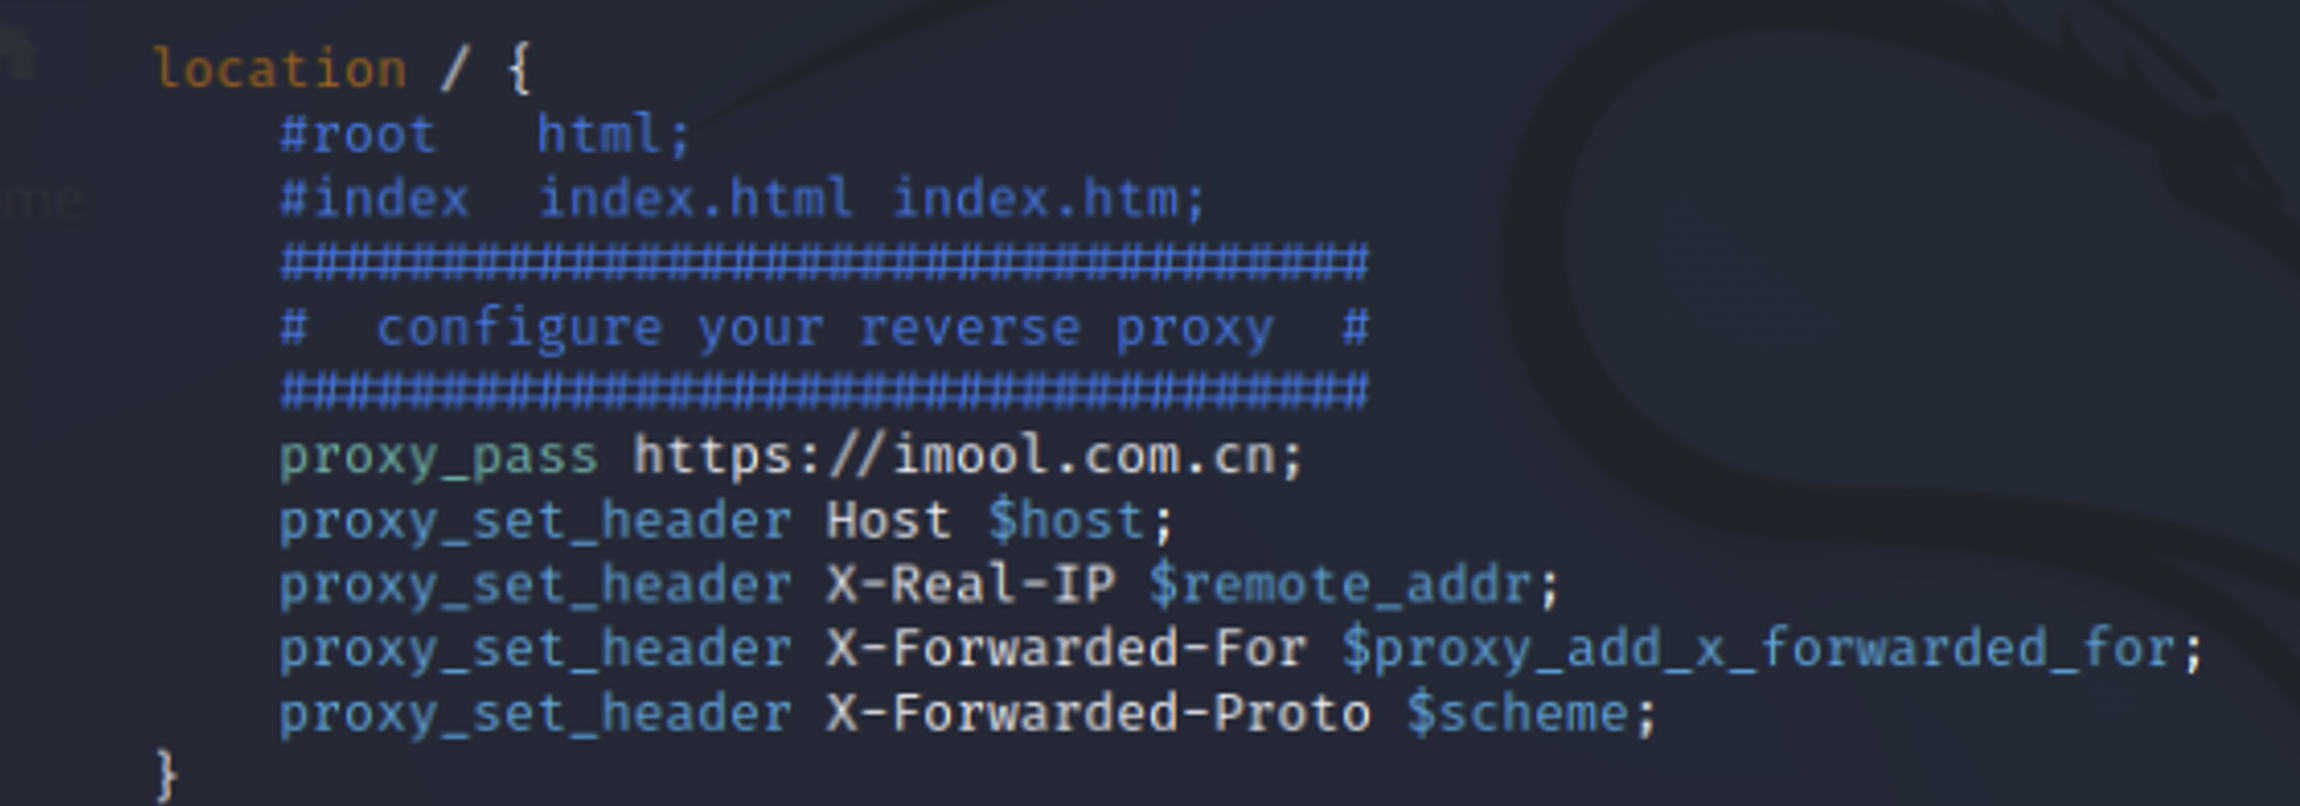 location / {
#root   html;
#index  index.html index.htm;
##################################
#  configure your reverse proxy  #
##################################
proxy_pass https://imool.com.cn;
proxy_set_header Host $host;
proxy_set_header X-Real-IP $remote_addr;
proxy_set_header X-Forwarded-For $proxy_add_x_forwarded_for;
proxy_set_header X-Forwarded-Proto $scheme;
}
me